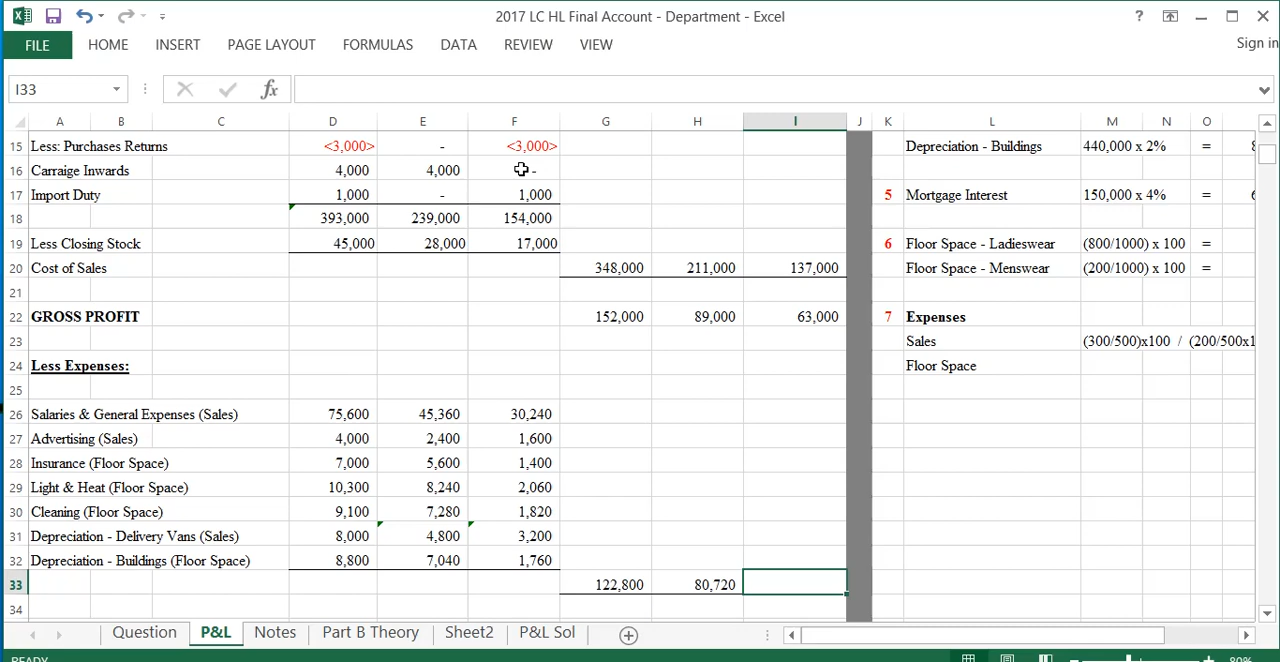 2017 LC HL Final Account - Department - Excel
?
FILE HOME INSERT PAGE LAYOUT FORMULAS DATA REVIEW VIEW Sign in
I33 fx
A B C D E F G H I J K L M N O
15 Less: Purchases Returns <3,000> - <3,000> Depreciation - Buildings 440,000 x 2% =
16 Carraige Inwards 4,000 4,000 -
17 Import Duty 1,000 - 1,000 5 Mortgage Interest 150,000 x 4% =
18 393,000 239,000 154,000
19 Less Closing Stock 45,000 28,000 17,000 6 Floor Space - Ladieswear (800/1000) x 100 =
20 Cost of Sales 348,000 211,000 137,000 Floor Space - Menswear (200/1000) x 100 =
21
22 GROSS PROFIT 152,000 89,000 63,000 7 Expenses
23 Sales (300/500)x100 / (200/500x1
24 Less Expenses: Floor Space
25
26 Salaries & General Expenses (Sales) 75,600 45,360 30,240
27 Advertising (Sales) 4,000 2,400 1,600
28 Insurance (Floor Space) 7,000 5,600 1,400
29 Light & Heat (Floor Space) 10,300 8,240 2,060
30 Cleaning (Floor Space) 9,100 7,280 1,820
31 Depreciation - Delivery Vans (Sales) 8,000 4,800 3,200
32 Depreciation - Buildings (Floor Space) 8,800 7,040 1,760
33 122,800 80,720
34
Question P&L Notes Part B Theory Sheet2 P&L Sol
READY 80%